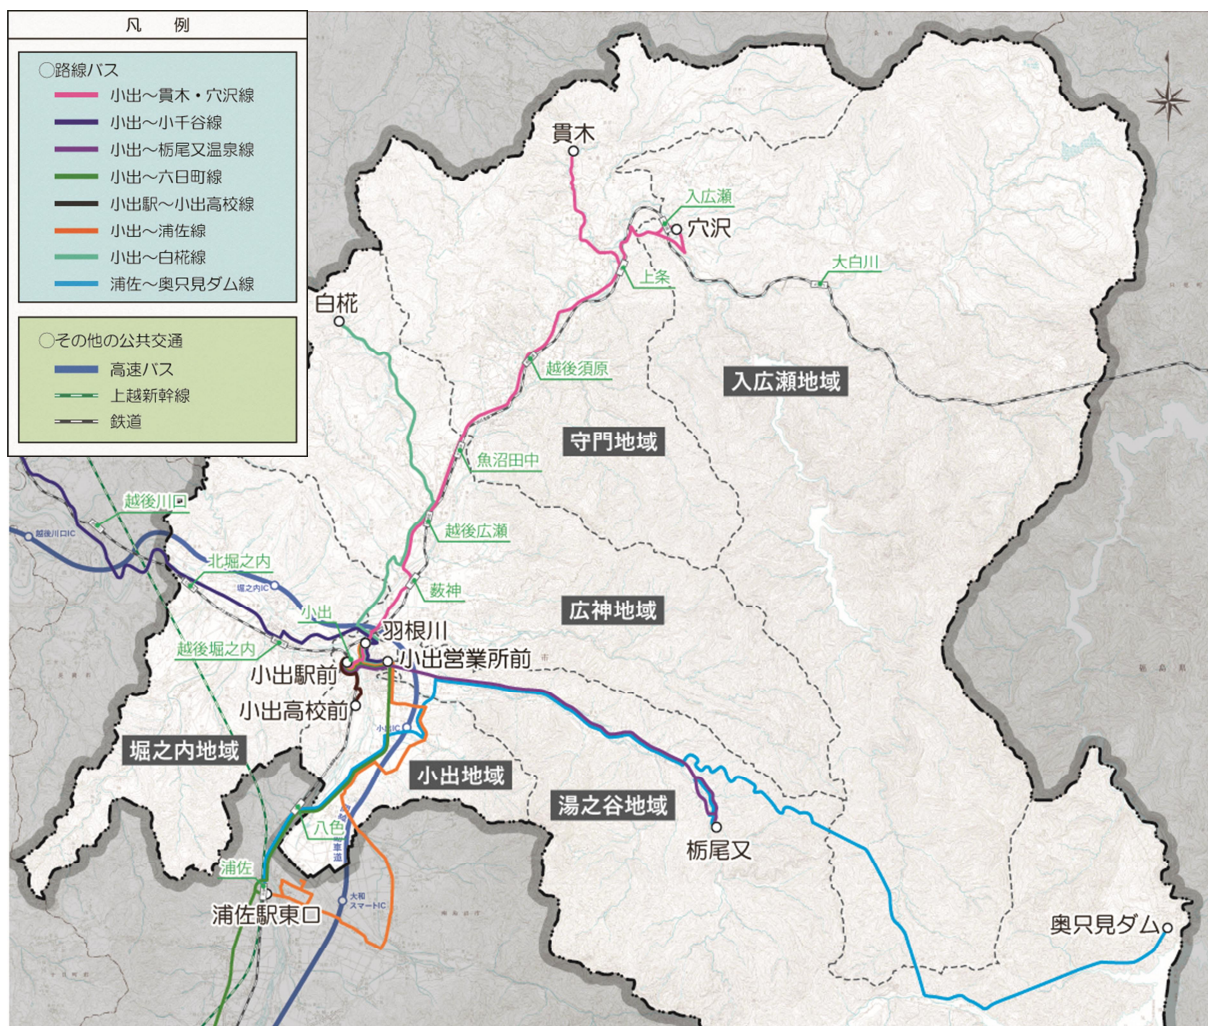 凡 例
○路線バス
小出～貫木・穴沢線
小出～小千谷線
小出～栃尾又温泉線
小出～六日町線
小出駅～小出高校線
小出～浦佐線
小出～白椛線
浦佐～奥只見ダム線
○その他の公共交通
高速バス
上越新幹線
鉄道
貫木
入広瀬
穴沢
大白川
上条
白椛
越後須原
入広瀬地域
守門地域
魚沼田中
越後川口
越後広瀬
越後川口IC
北堀之内
堀之内IC
薮神
小出
広神地域
羽根川
越後堀之内
小出営業所前
小出駅前
小出高校前
小出IC
堀之内地域
小出地域
湯之谷地域
八色
栃尾又
浦佐
大和
スマートIC
浦佐駅東口
奥只見ダム
福島県